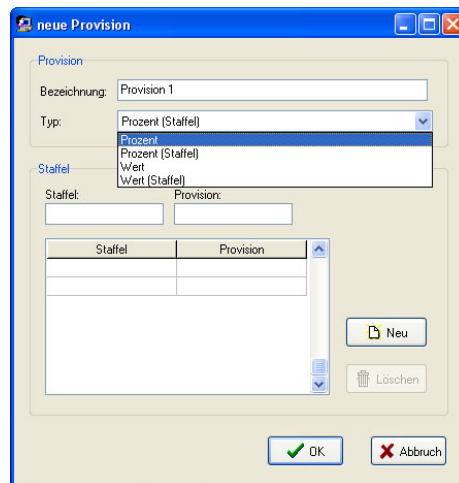 neue Provision
Provision
Bezeichnung: Provision 1
Typ: Prozent (Staffel)
Prozent
Prozent (Staffel)
Wert
Wert (Staffel)
Staffel
Staffel: Provision:
Staffel Provision
Neu
Löschen
OK Abbruch